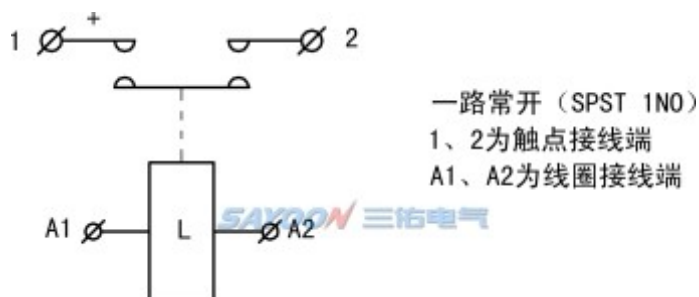 1 + 2
一路常开（SPST 1NO）
1、2为触点接线端
A1、A2为线圈接线端
A1 L A2
SAYOON 三佑电气